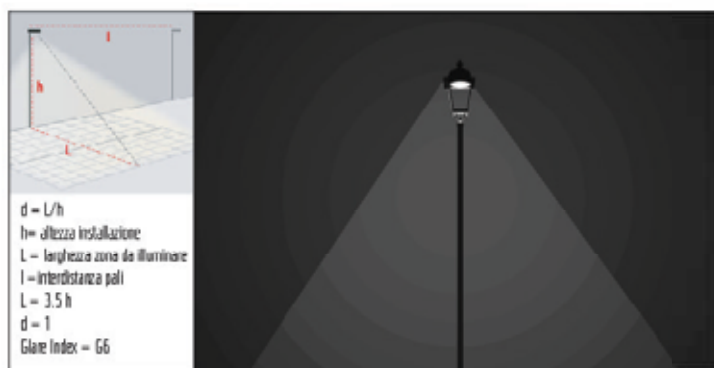 i
h
L
d = L/h
h= altezza installazione
L = larghezza zona da illuminare
I =interdistanza pali
L = 3.5 h
d = 1
Glare Index = G6